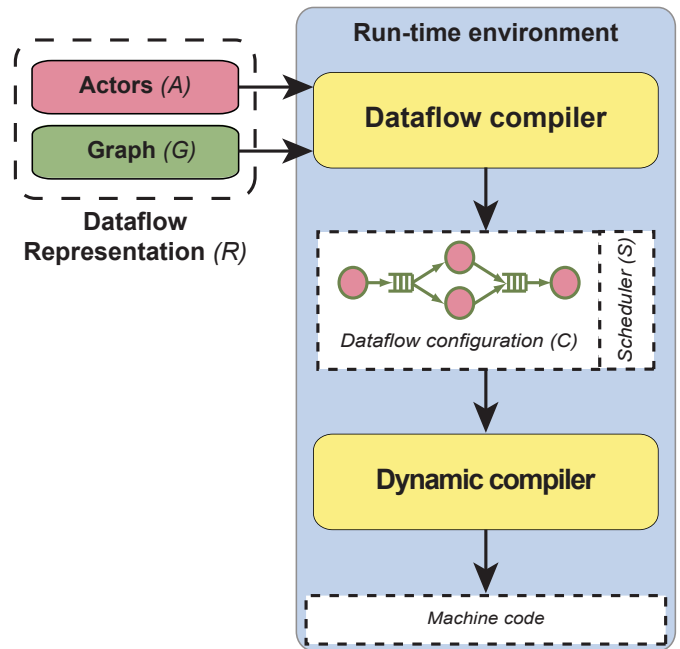 Run-time environment
Actors (A)
Graph (G)
Dataflow
Representation (R)
Dataflow compiler
Dataflow configuration (C)
Scheduler (S)
Dynamic compiler
Machine code